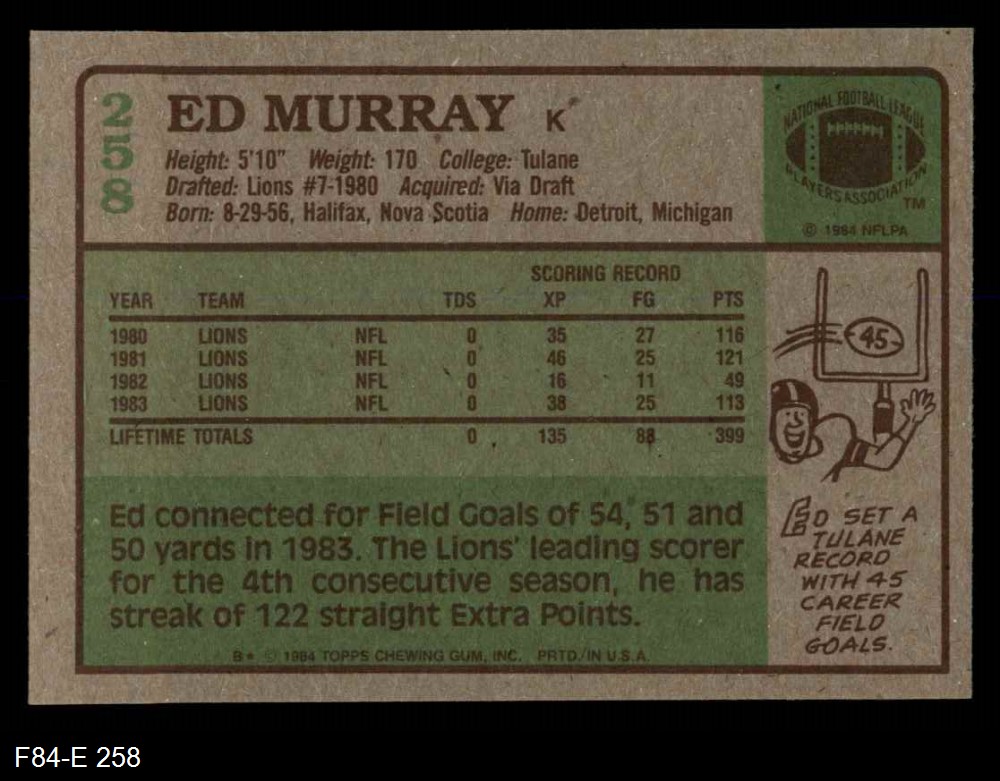 258
ED MURRAY K
Height: 5'10" Weight: 170 College: Tulane
Drafted: Lions #7-1980 Acquired: Via Draft
Born: 8-29-56, Halifax, Nova Scotia Home: Detroit, Michigan
NATIONAL FOOTBALL LEAGUE
PLAYERS ASSOCIATION
TM
© 1984 NFLPA
SCORING RECORD
YEAR TEAM TDS XP FG PTS
1980 LIONS NFL 0 35 27 116
1981 LIONS NFL 0 46 25 121
1982 LIONS NFL 0 16 11 49
1983 LIONS NFL 0 38 25 113
LIFETIME TOTALS 0 135 88 399
45
Ed connected for Field Goals of 54, 51 and
50 yards in 1983. The Lions' leading scorer
for the 4th consecutive season, he has
streak of 122 straight Extra Points.
ED SET A
TULANE
RECORD
WITH 45
CAREER
FIELD
GOALS.
B* © 1984 TOPPS CHEWING GUM, INC. PRTD. IN U.S.A.
F84-E 258